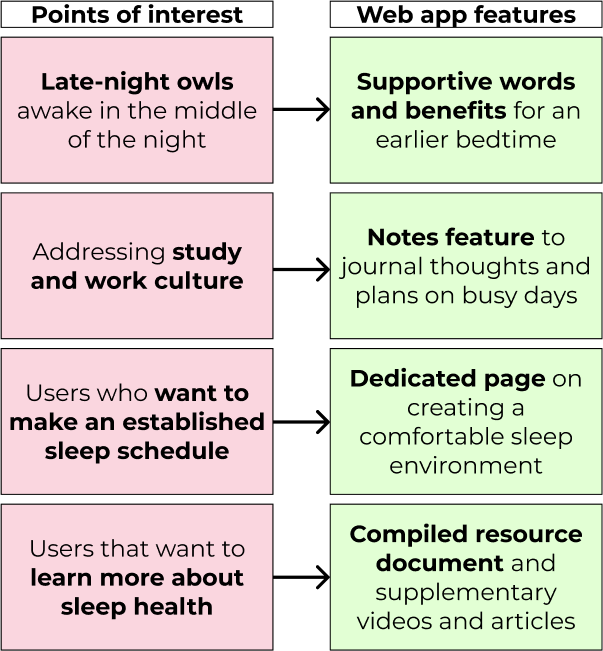 Points of interest
Web app features
Late-night owls
awake in the middle
of the night
Supportive words
and benefits for an
earlier bedtime
Addressing study
and work culture
Notes feature to
journal thoughts and
plans on busy days
Users who want to
make an established
sleep schedule
Dedicated page on
creating a
comfortable sleep
environment
Users that want to
learn more about
sleep health
Compiled resource
document and
supplementary
videos and articles